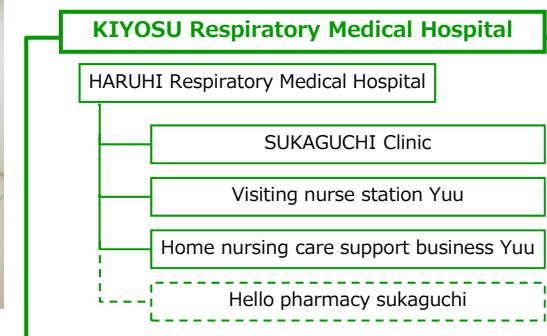 KIYOSU Respiratory Medical Hospital
HARUHI Respiratory Medical Hospital
SUKAGUCHI Clinic
Visiting nurse station Yuu
Home nursing care support business Yuu
Hello pharmacy sukaguchi